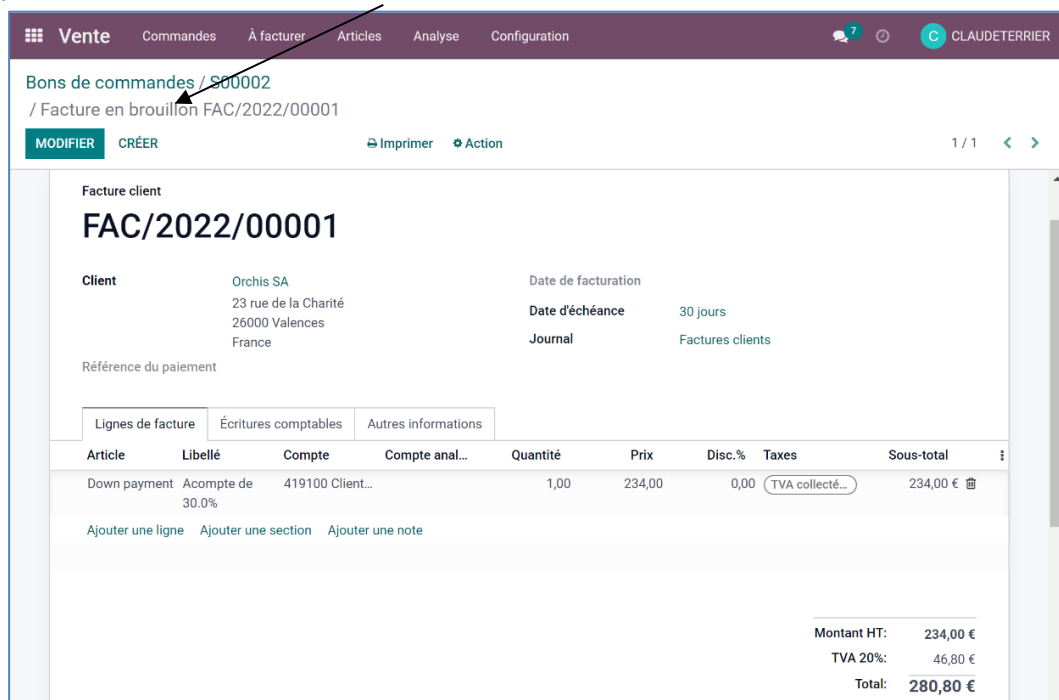 Vente Commandes À facturer Articles Analyse Configuration 7 C CLAUDETERRIER
Bons de commandes / S00002
/ Facture en brouillon FAC/2022/00001
MODIFIER CRÉER Imprimer Action 1 / 1
Facture client
FAC/2022/00001
Client Orchis SA Date de facturation
23 rue de la Charité
Date d'échéance 30 jours
26000 Valences
France
Journal Factures clients
Référence du paiement
Lignes de facture Écritures comptables Autres informations
Article Libellé Compte Compte anal... Quantité Prix Disc.% Taxes Sous-total
Down payment Acompte de 419100 Client... 1,00 234,00 0,00 TVA collecté... 234,00 €
30.0%
Ajouter une ligne Ajouter une section Ajouter une note
Montant HT: 234,00 €
TVA 20%: 46,80 €
Total: 280,80 €